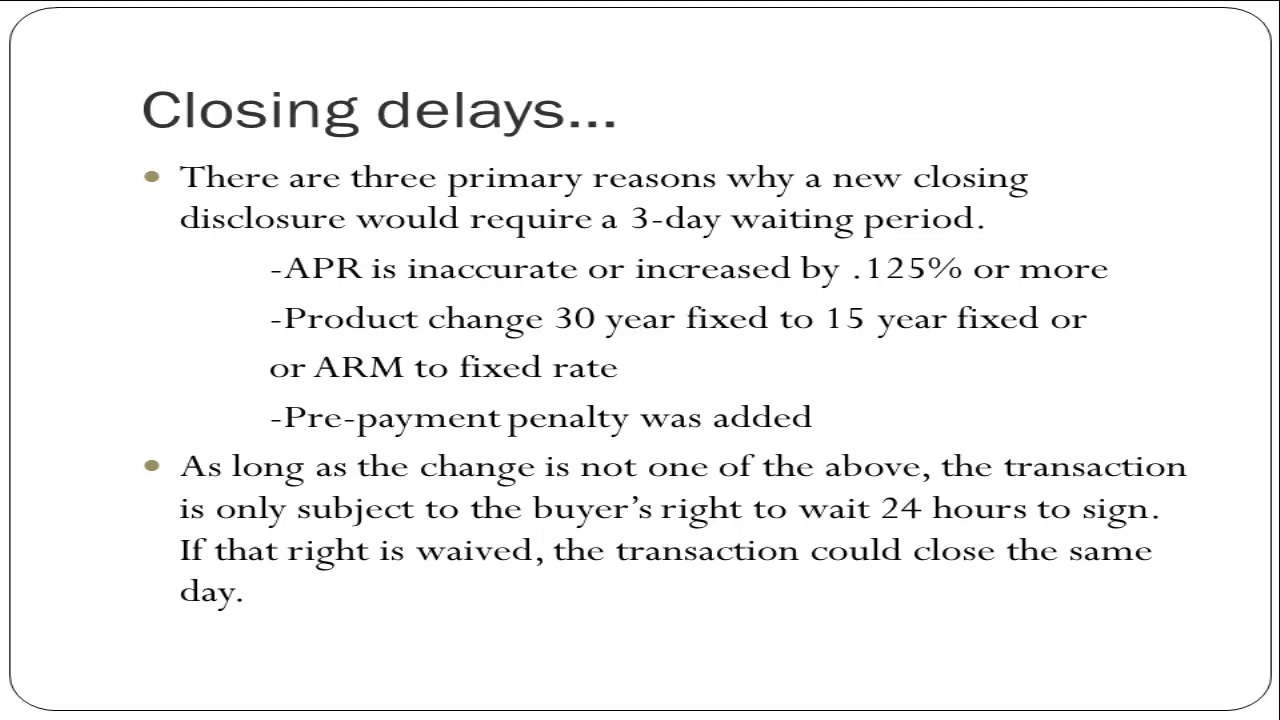 Closing delays...
• There are three primary reasons why a new closing
disclosure would require a 3-day waiting period.
-APR is inaccurate or increased by .125% or more
-Product change 30 year fixed to 15 year fixed or
or ARM to fixed rate
-Pre-payment penalty was added
• As long as the change is not one of the above, the transaction
is only subject to the buyer’s right to wait 24 hours to sign.
If that right is waived, the transaction could close the same
day.